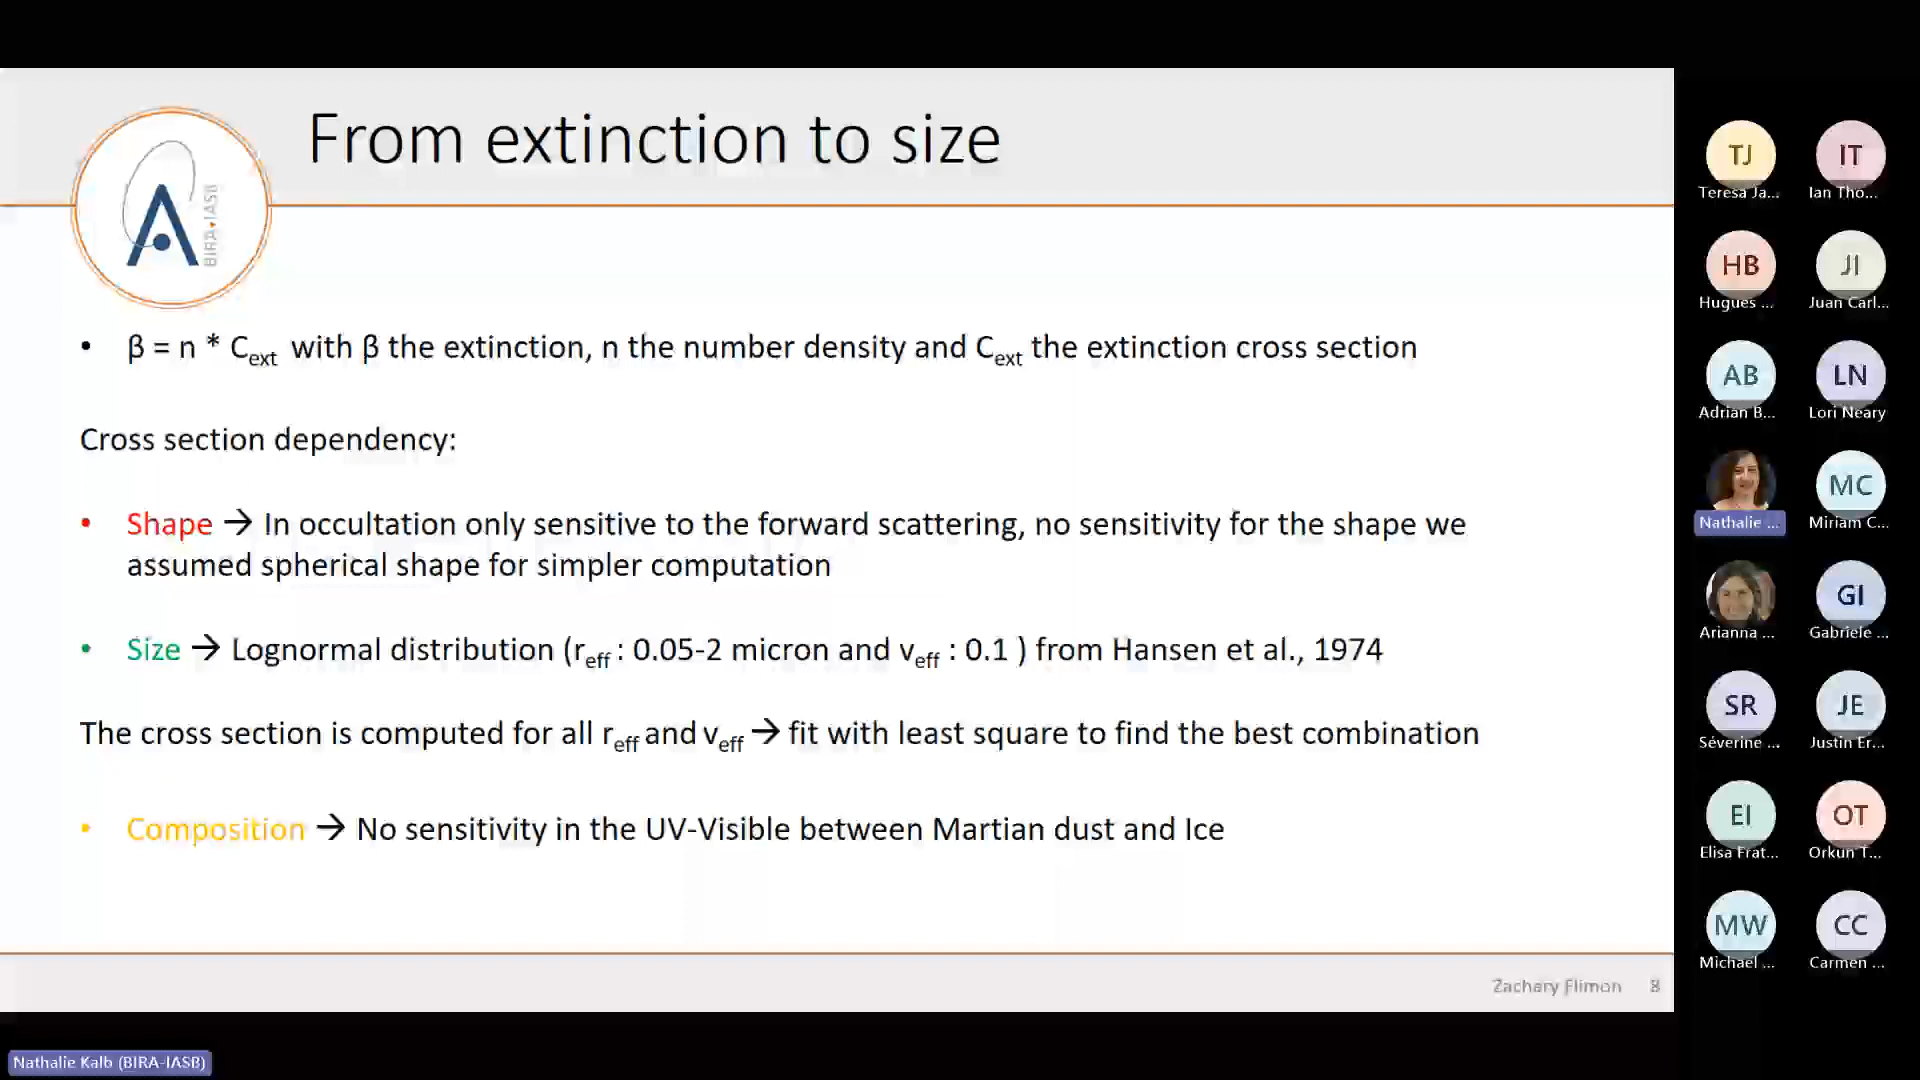 From extinction to size
BIRA•IASB
• β = n * Cext with β the extinction, n the number density and Cext the extinction cross section
Cross section dependency:
• Shape → In occultation only sensitive to the forward scattering, no sensitivity for the shape we
assumed spherical shape for simpler computation
• Size → Lognormal distribution (reff : 0.05-2 micron and veff : 0.1 ) from Hansen et al., 1974
The cross section is computed for all reff and veff → fit with least square to find the best combination
• Composition → No sensitivity in the UV-Visible between Martian dust and Ice
Zachary Flimon 8
TJ IT
Teresa Ja... Ian Tho...
HB JI
Hugues ... Juan Carl...
AB LN
Adrian B... Lori Neary
MC
Nathalie ... Miriam C...
GI
Arianna ... Gabriele ...
SR JE
Séverine ... Justin Er...
EI OT
Elisa Frat... Orkun T...
MW CC
Michael ... Carmen ...
Nathalie Kalb (BIRA-IASB)